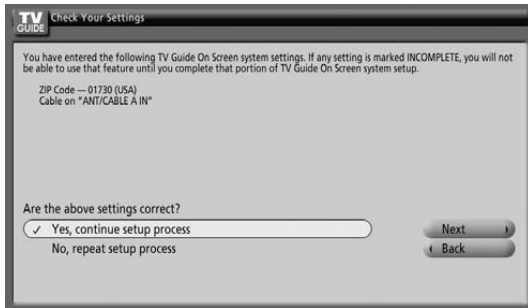 TV GUIDE
Check Your Settings
You have entered the following TV Guide On Screen system settings. If any setting is marked INCOMPLETE, you will not
be able to use that feature until you complete that portion of TV Guide On Screen system setup.
ZIP Code — 01730 (USA)
Cable on "ANT/CABLE A IN"
Are the above settings correct?
✓ Yes, continue setup process
No, repeat setup process
Next
Back